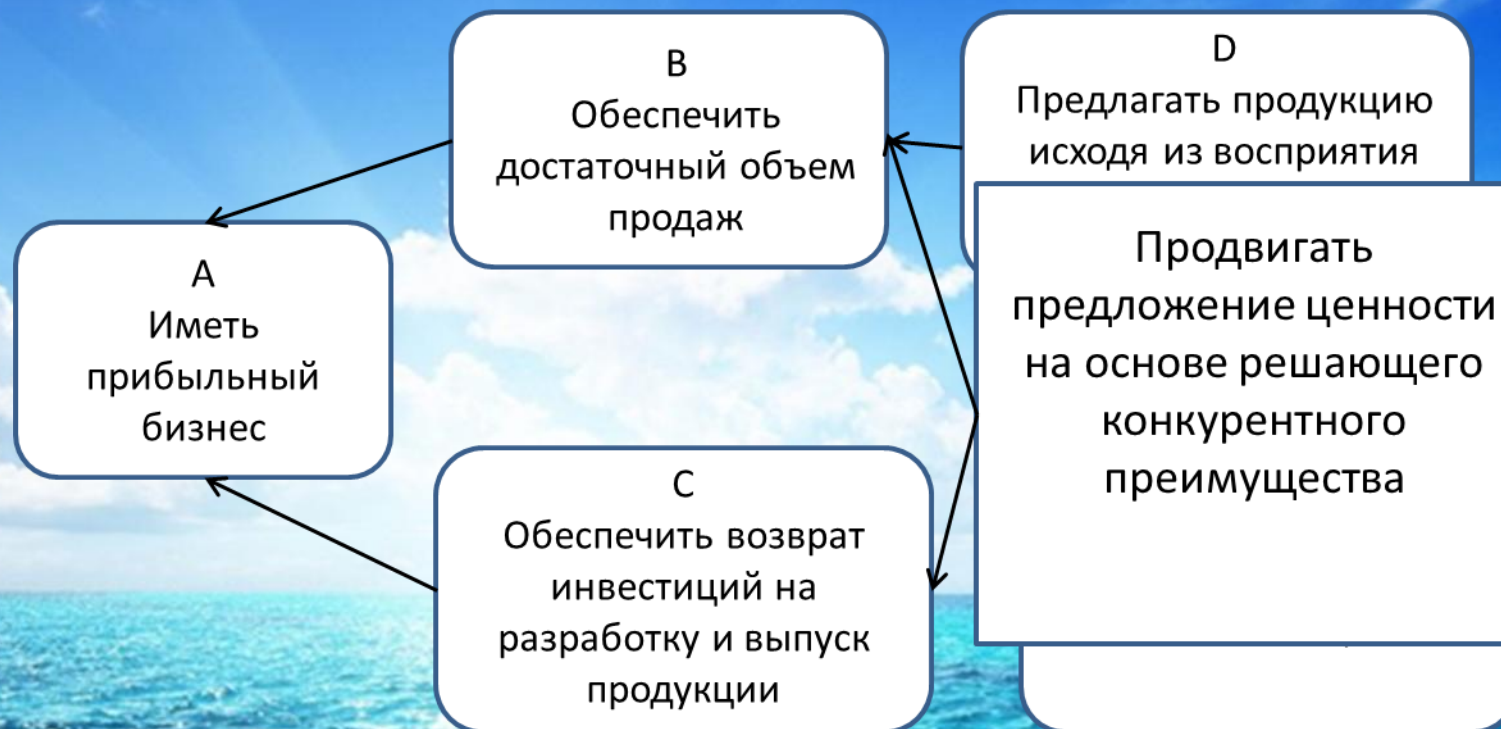 A
Иметь
прибыльный
бизнес
B
Обеспечить
достаточный объем
продаж
C
Обеспечить возврат
инвестиций на
разработку и выпуск
продукции
D
Предлагать продукцию
исходя из восприятия
Продвигать
предложение ценности
на основе решающего
конкурентного
преимущества